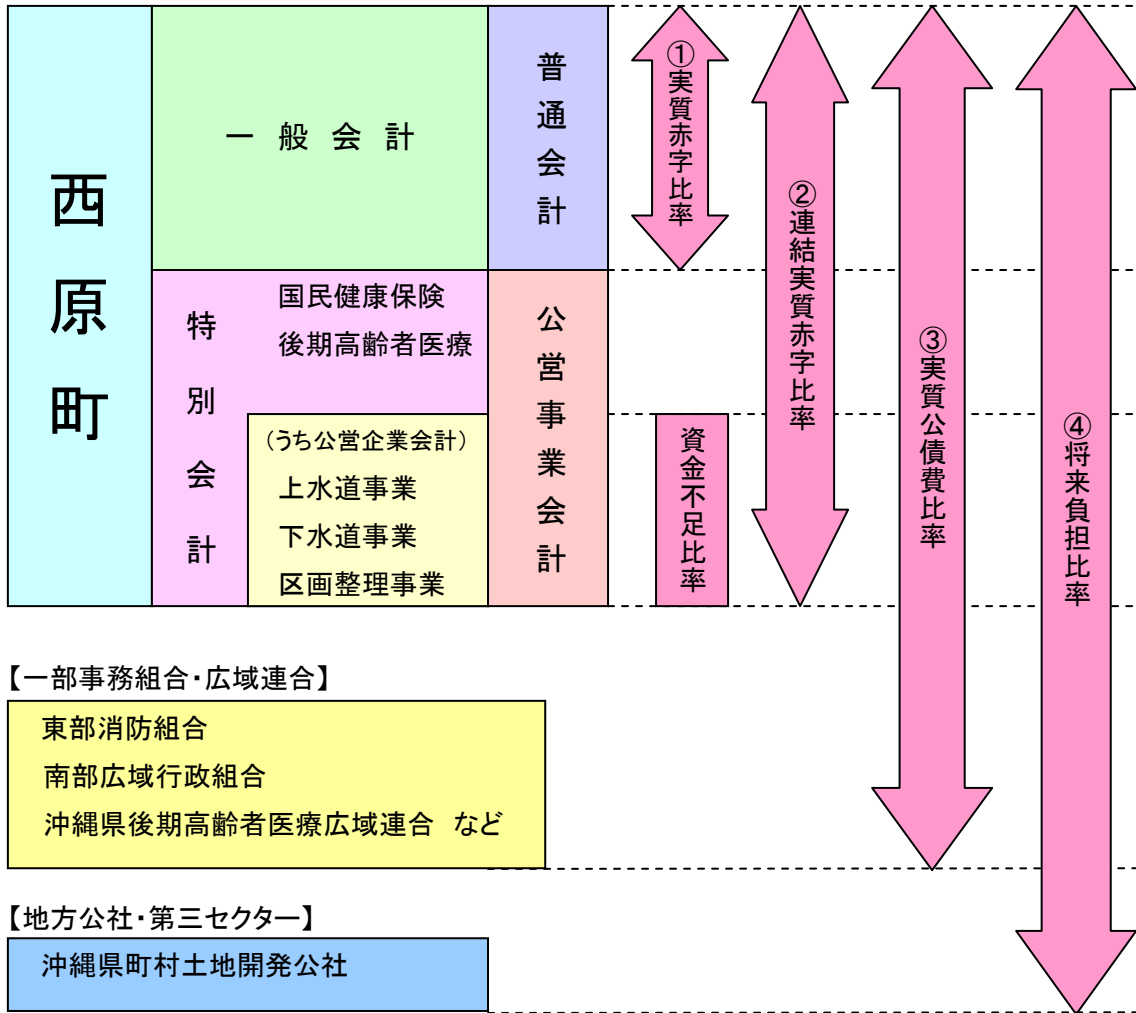 西原町
一般会計
普通会計
特別会計
国民健康保険
後期高齢者医療
(うち公営企業会計)
上水道事業
下水道事業
区画整理事業
公営事業会計
①実質赤字比率
資金不足比率
②連結実質赤字比率
③実質公債費比率
④将来負担比率
【一部事務組合・広域連合】
東部消防組合
南部広域行政組合
沖縄県後期高齢者医療広域連合 など
【地方公社・第三セクター】
沖縄県町村土地開発公社